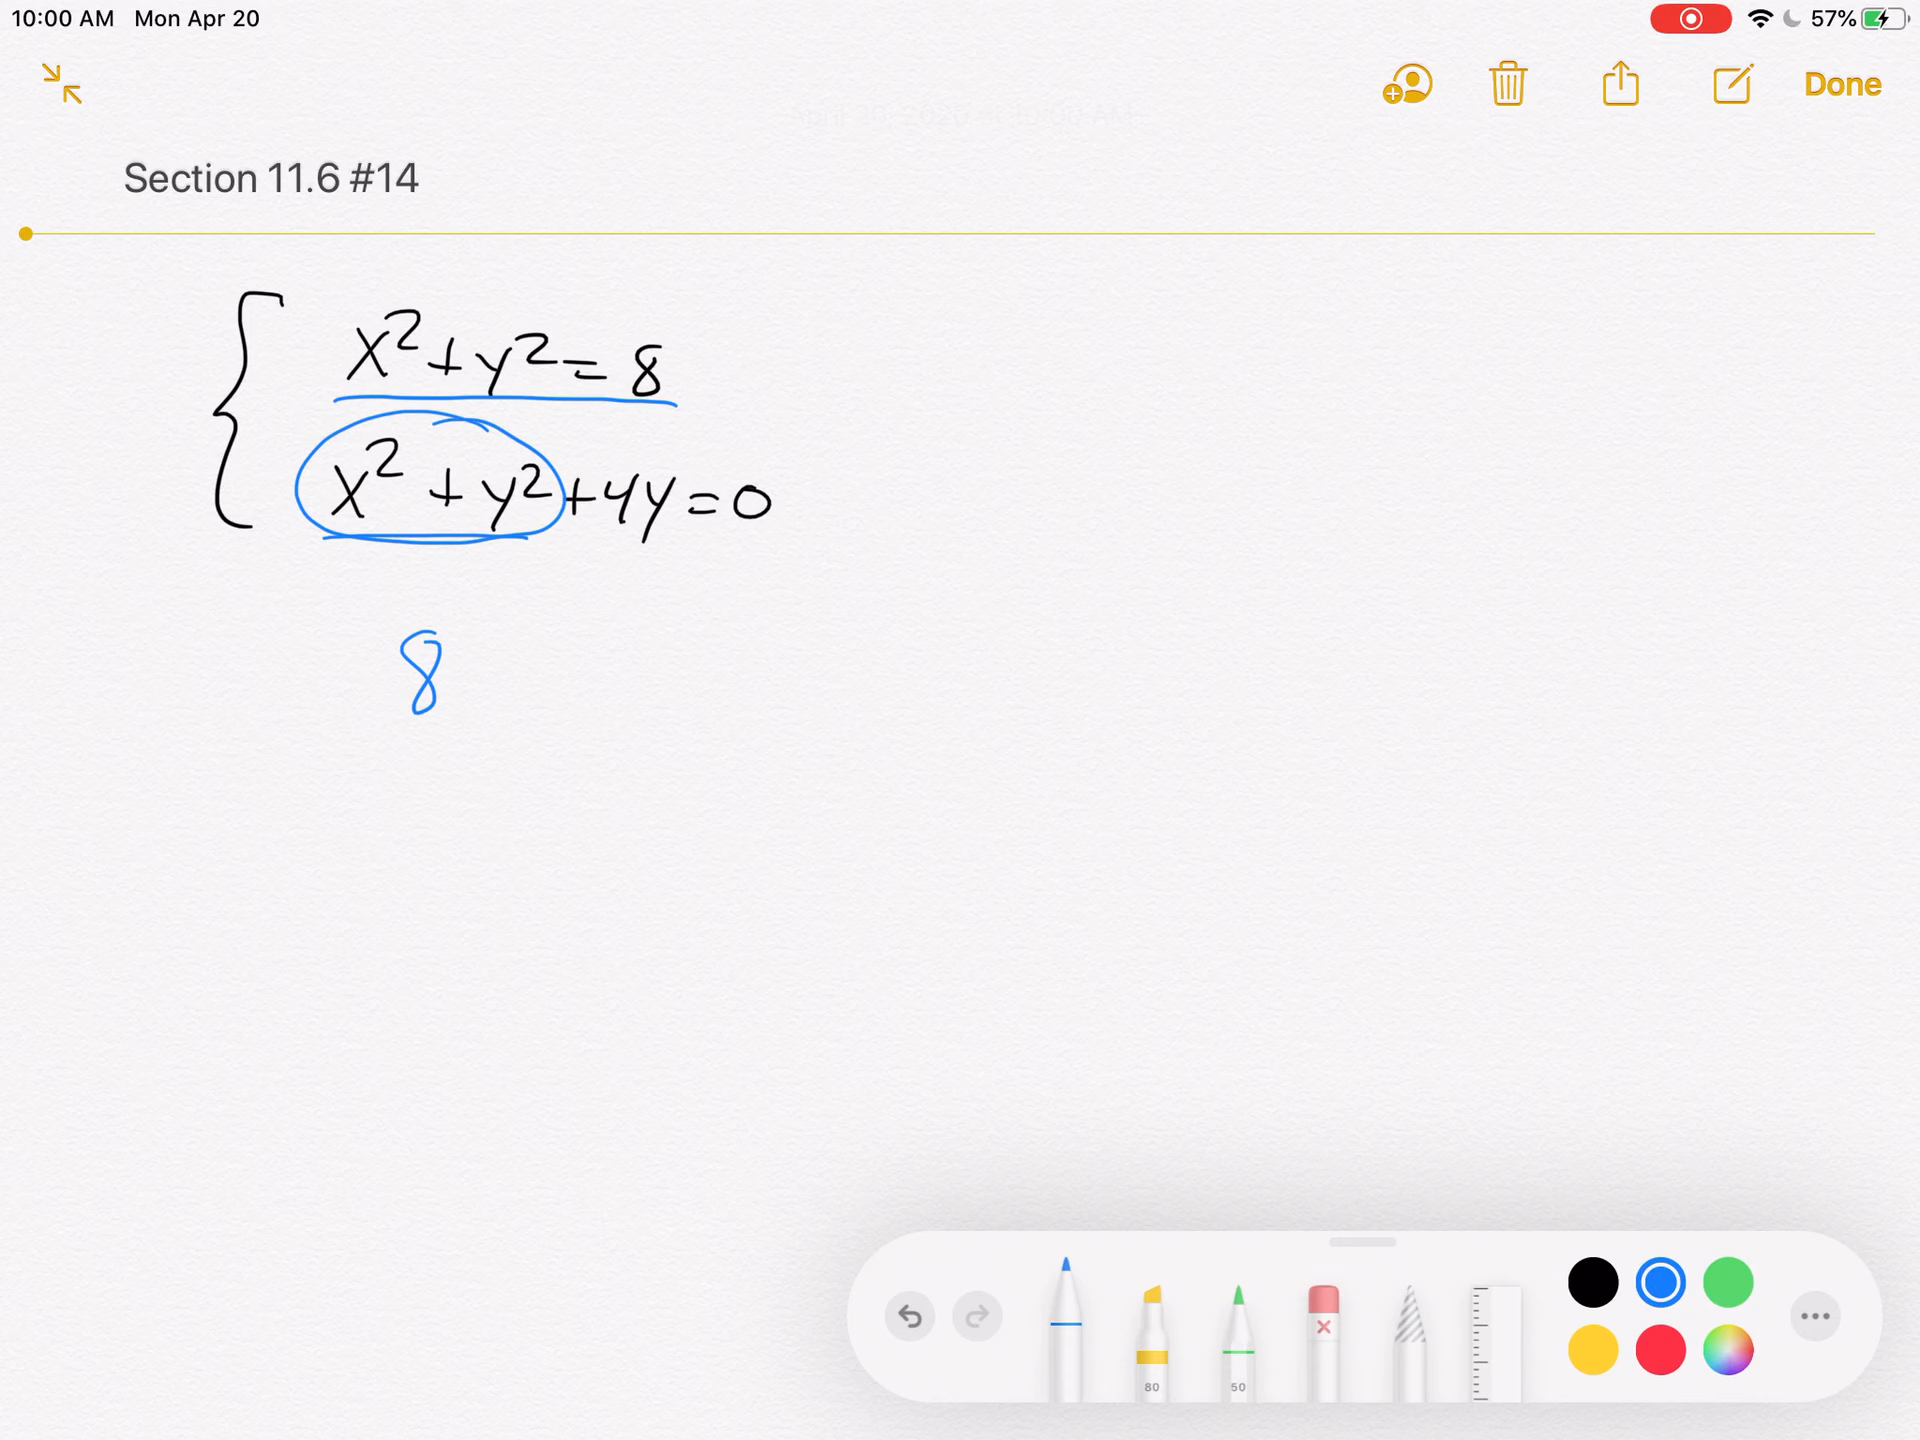 10:00 AM Mon Apr 20 57%
Done
Section 11.6 #14
x² + y² = 8
x² + y² + 4y = 0
8
80 50